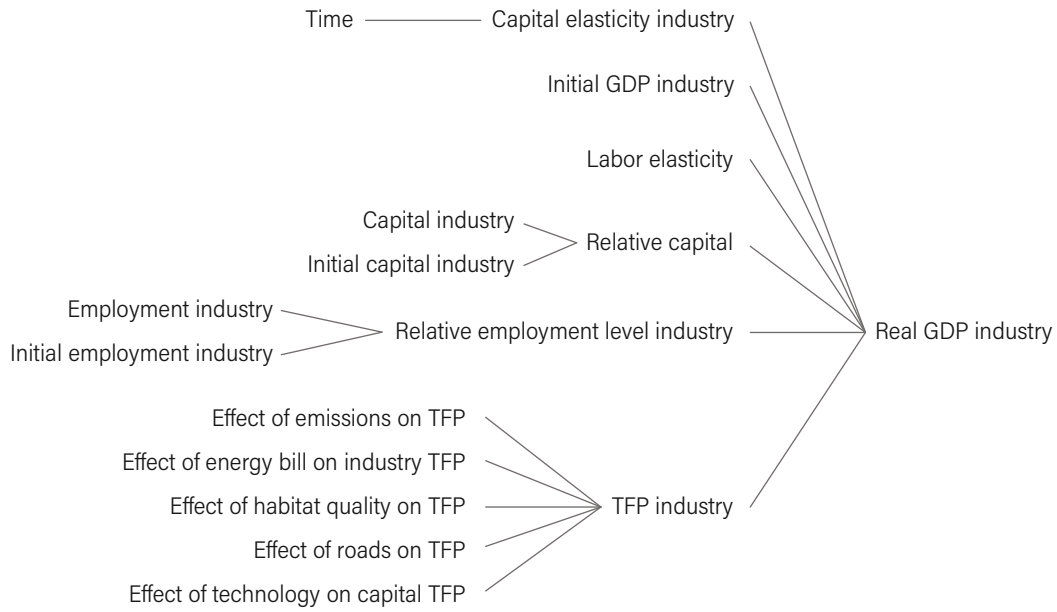 Time
Capital elasticity industry
Initial GDP industry
Labor elasticity
Capital industry
Initial capital industry
Relative capital
Employment industry
Initial employment industry
Relative employment level industry
Real GDP industry
Effect of emissions on TFP
Effect of energy bill on industry TFP
Effect of habitat quality on TFP
Effect of roads on TFP
Effect of technology on capital TFP
TFP industry